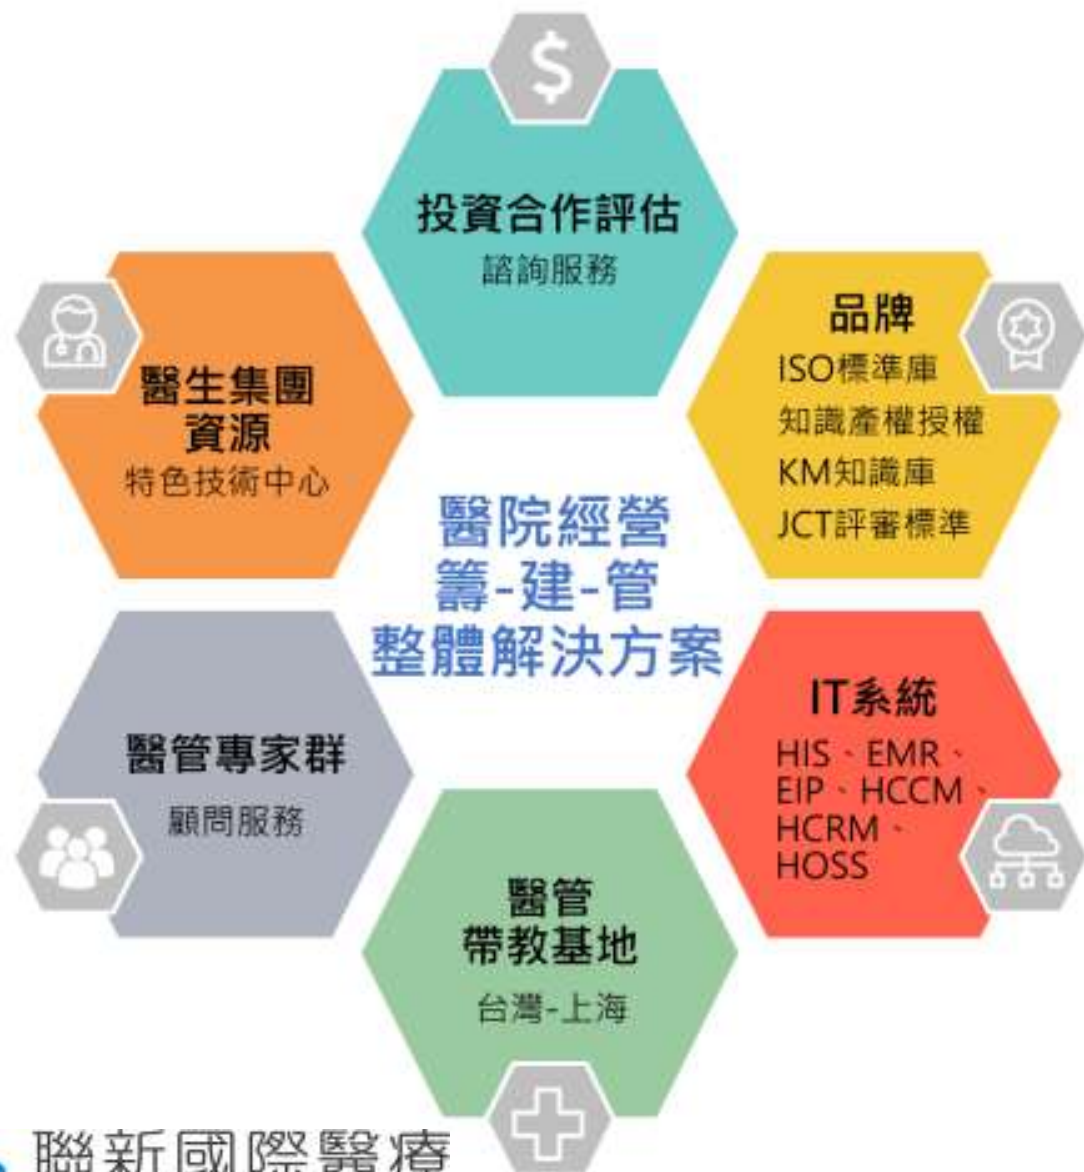 $
投資合作評估
諮詢服務
品牌
ISO標準庫
知識產權授權
KM知識庫
JCT評審標準
醫生集團
資源
特色技術中心
醫院經營
籌-建-管
整體解決方案
IT系統
HIS、EMR、
EIP、HCCM、
HCRM、
HOSS
醫管專家群
顧問服務
醫管
帶教基地
台灣-上海
聯新國際醫療